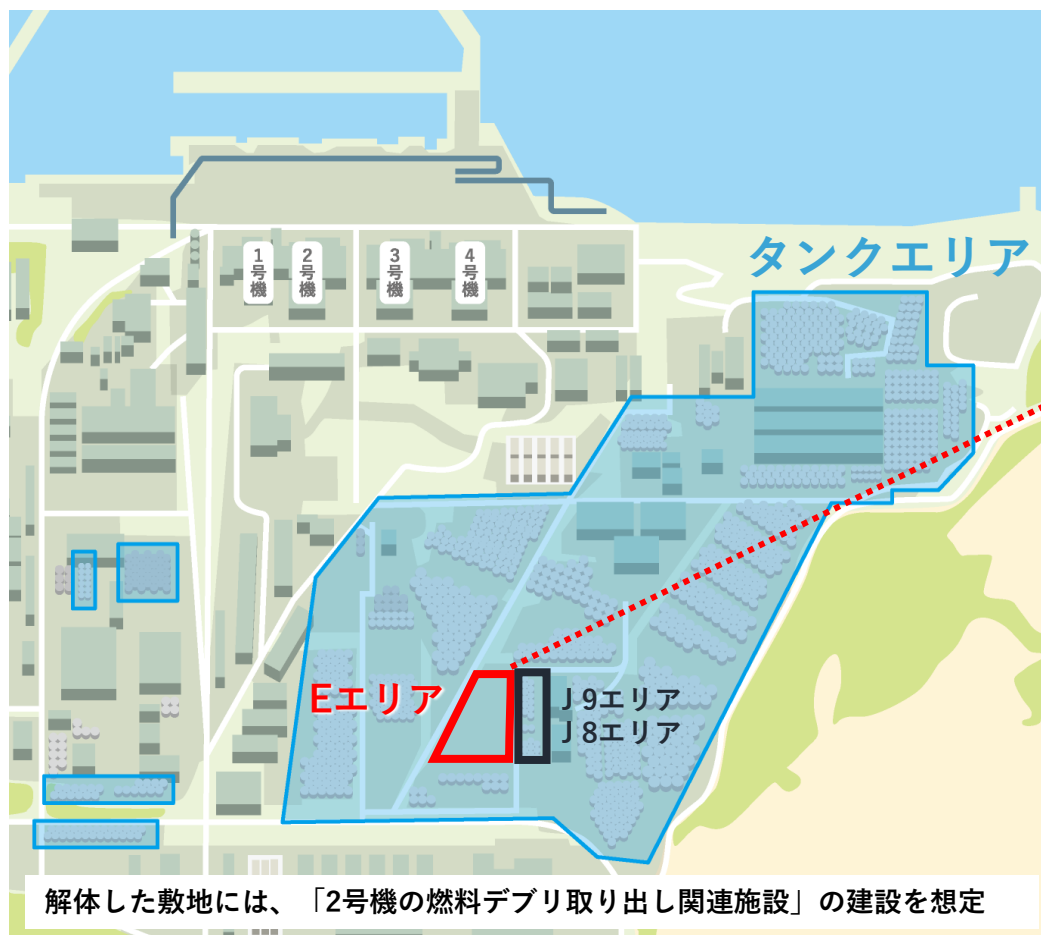 タンクエリア
1号機
2号機
3号機
4号機
Eエリア
J9エリア
J8エリア
解体した敷地には、「2号機の燃料デブリ取り出し関連施設」の建設を想定